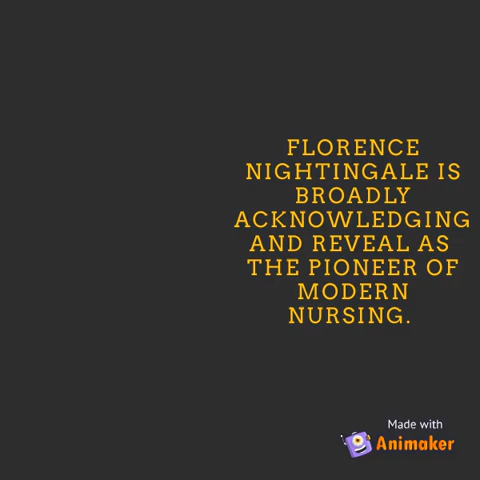 FLORENCE
NIGHTINGALE IS
BROADLY
ACKNOWLEDGING
AND REVEAL AS
THE PIONEER OF
MODERN
NURSING.
Made with
Animaker